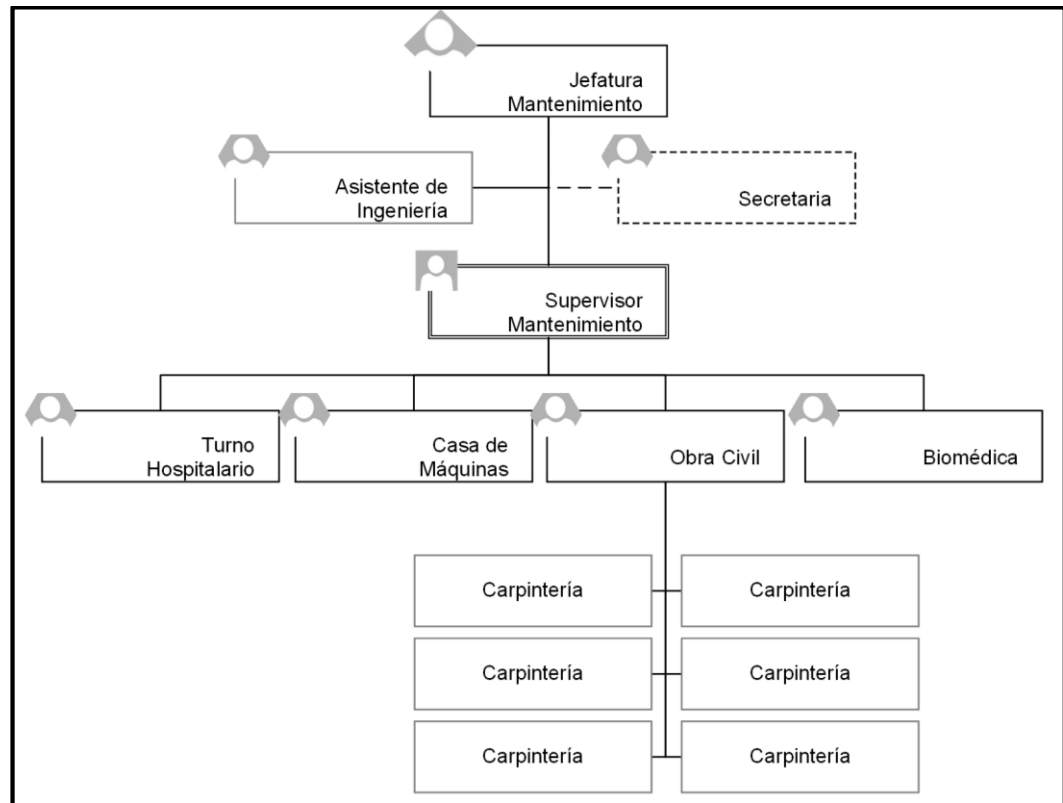 Jefatura
Mantenimiento
Asistente de
Ingeniería
Secretaria
Supervisor
Mantenimiento
Turno
Hospitalario
Casa de
Máquinas
Obra Civil
Biomédica
Carpintería
Carpintería
Carpintería
Carpintería
Carpintería
Carpintería